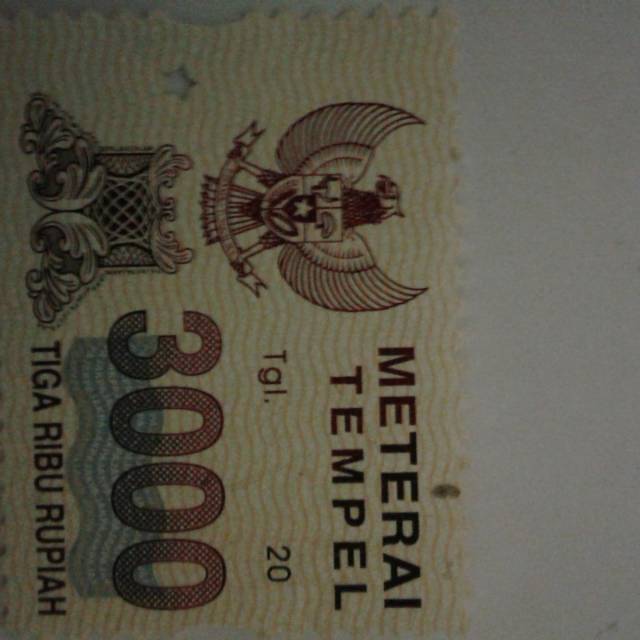 METERAI
TEMPEL
Tgl. 20
3000
TIGA RIBU RUPIAH